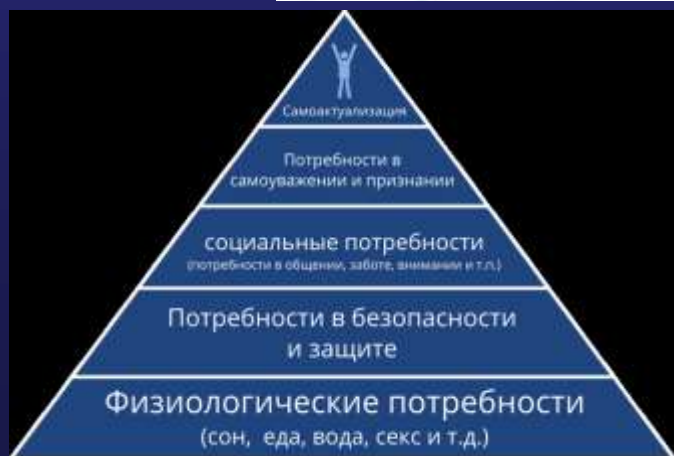 Самоактуализация
Потребности в
самоуважении и признании
социальные потребности
(потребности в общении, заботе, внимании и т.п.)
Потребности в безопасности
и защите
Физиологические потребности
(сон, еда, вода, секс и т.д.)